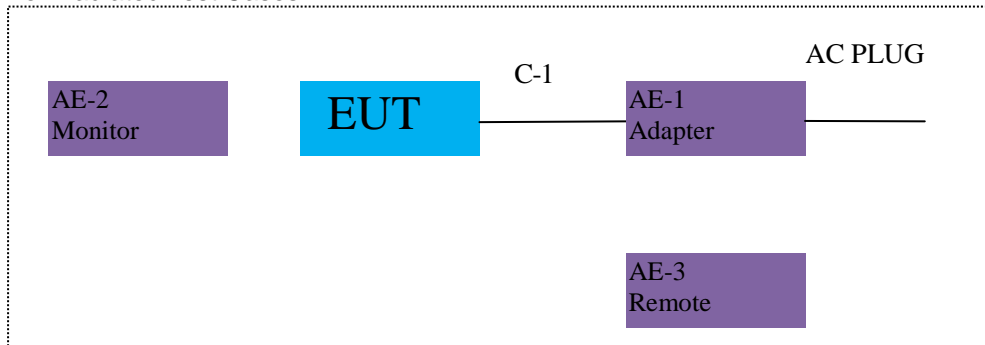 AC PLUG
C-1
AE-2
Monitor
EUT
AE-1
Adapter
AE-3
Remote